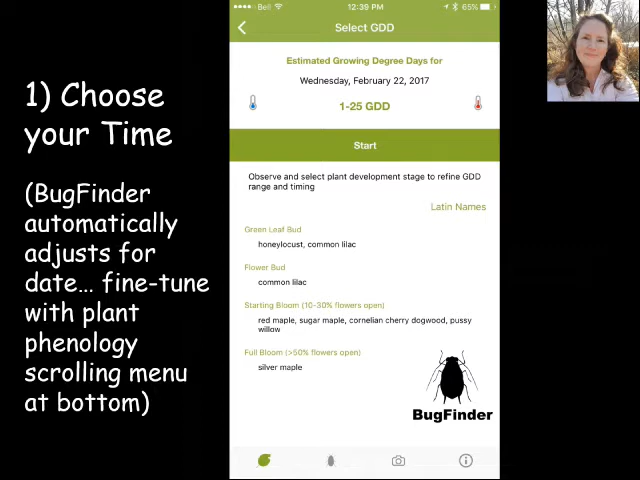 1) Choose
your Time
(BugFinder
automatically
adjusts for
date... fine-tune
with plant
phenology
scrolling menu
at bottom)
Bell 12:39 PM 65%
Select GDD
Estimated Growing Degree Days for
Wednesday, February 22, 2017
1-25 GDD
Start
Observe and select plant development stage to refine GDD
range and timing
Latin Names
Green Leaf Bud
honeylocust, common lilac
Flower Bud
common lilac
Starting Bloom (10-30% flowers open)
red maple, sugar maple, cornelian cherry dogwood, pussy
willow
Full Bloom (>50% flowers open)
silver maple
BugFinder